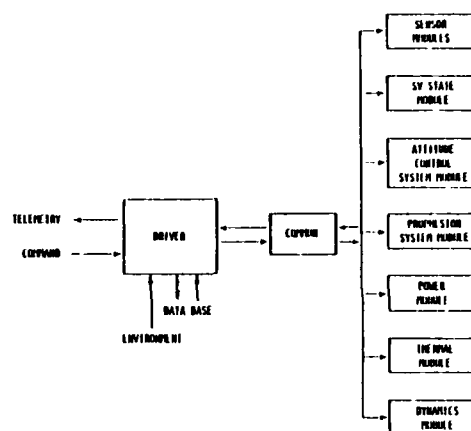 SENSOR
MODULES
SV STATE
MODULE
ATTITUDE
CONTROL
SYSTEM MODULE
TELEMETRY
COMMAND
DRIVER
COMMON
PROPULSION
SYSTEM MODULE
DATA BASE
ENVIRONMENT
POWER
MODULE
THERMAL
MODULE
DYNAMICS
MODULE